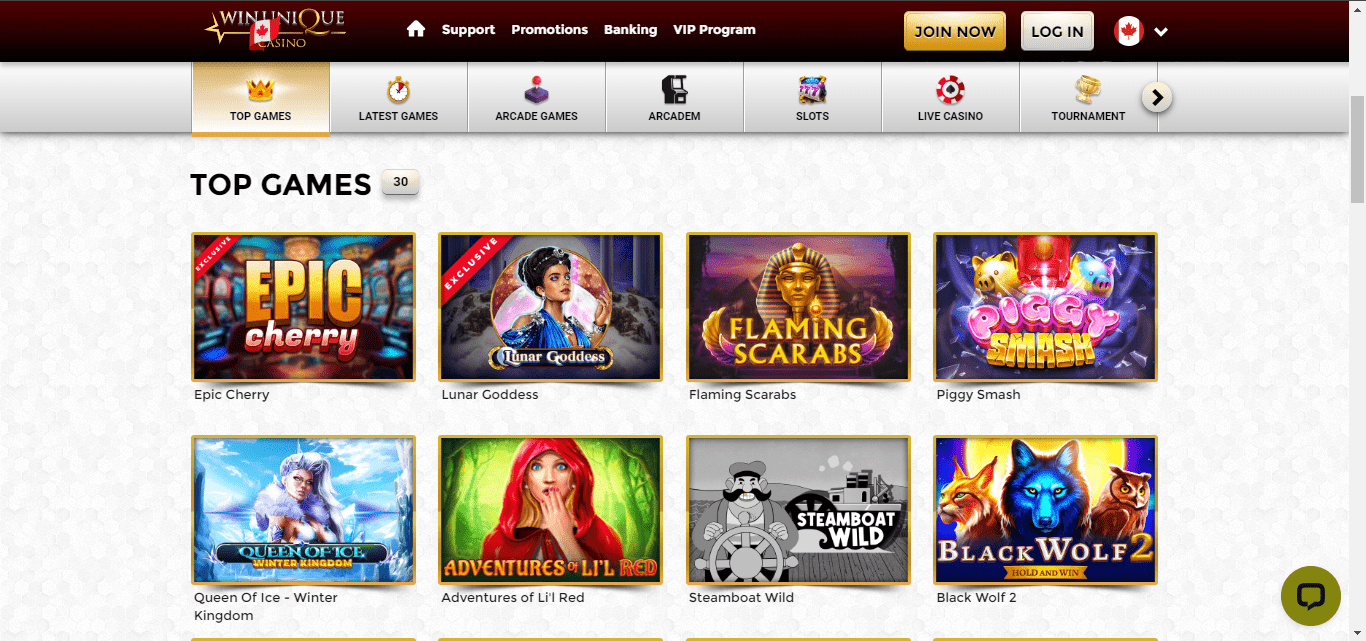 WINUNIQUE
CASINO
Support
Promotions
Banking
VIP Program
JOIN NOW
LOG IN
TOP GAMES
LATEST GAMES
ARCADE GAMES
ARCADEM
SLOTS
LIVE CASINO
TOURNAMENT
TOP GAMES
30
EXCLUSIVE
EPIC
cherry
EXCLUSIVE
Lunar Goddess
FLAMING
SCARABS
PIGGY
SMASH
Epic Cherry
Lunar Goddess
Flaming Scarabs
Piggy Smash
QUEEN OF ICE
WINTER KINGDOM
ADVENTURES OF LI'L RED
STEAMBOAT
WILD
BLACK WOLF 2
HOLD AND WIN
Queen Of Ice - Winter
Kingdom
Adventures of Li'l Red
Steamboat Wild
Black Wolf 2